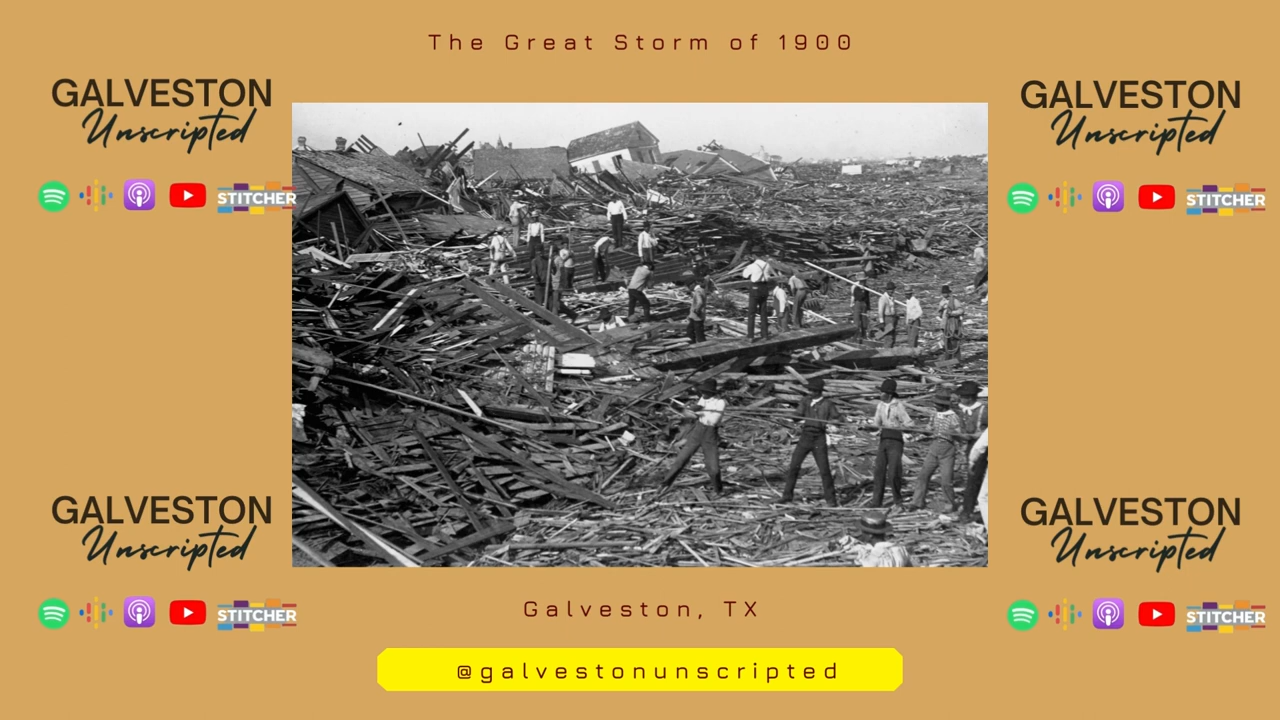 The Great Storm of 1900
GALVESTON
Unscripted
STITCHER
GALVESTON
Unscripted
STITCHER
GALVESTON
Unscripted
STITCHER
GALVESTON
Unscripted
STITCHER
Galveston, TX
@galvestonunscripted